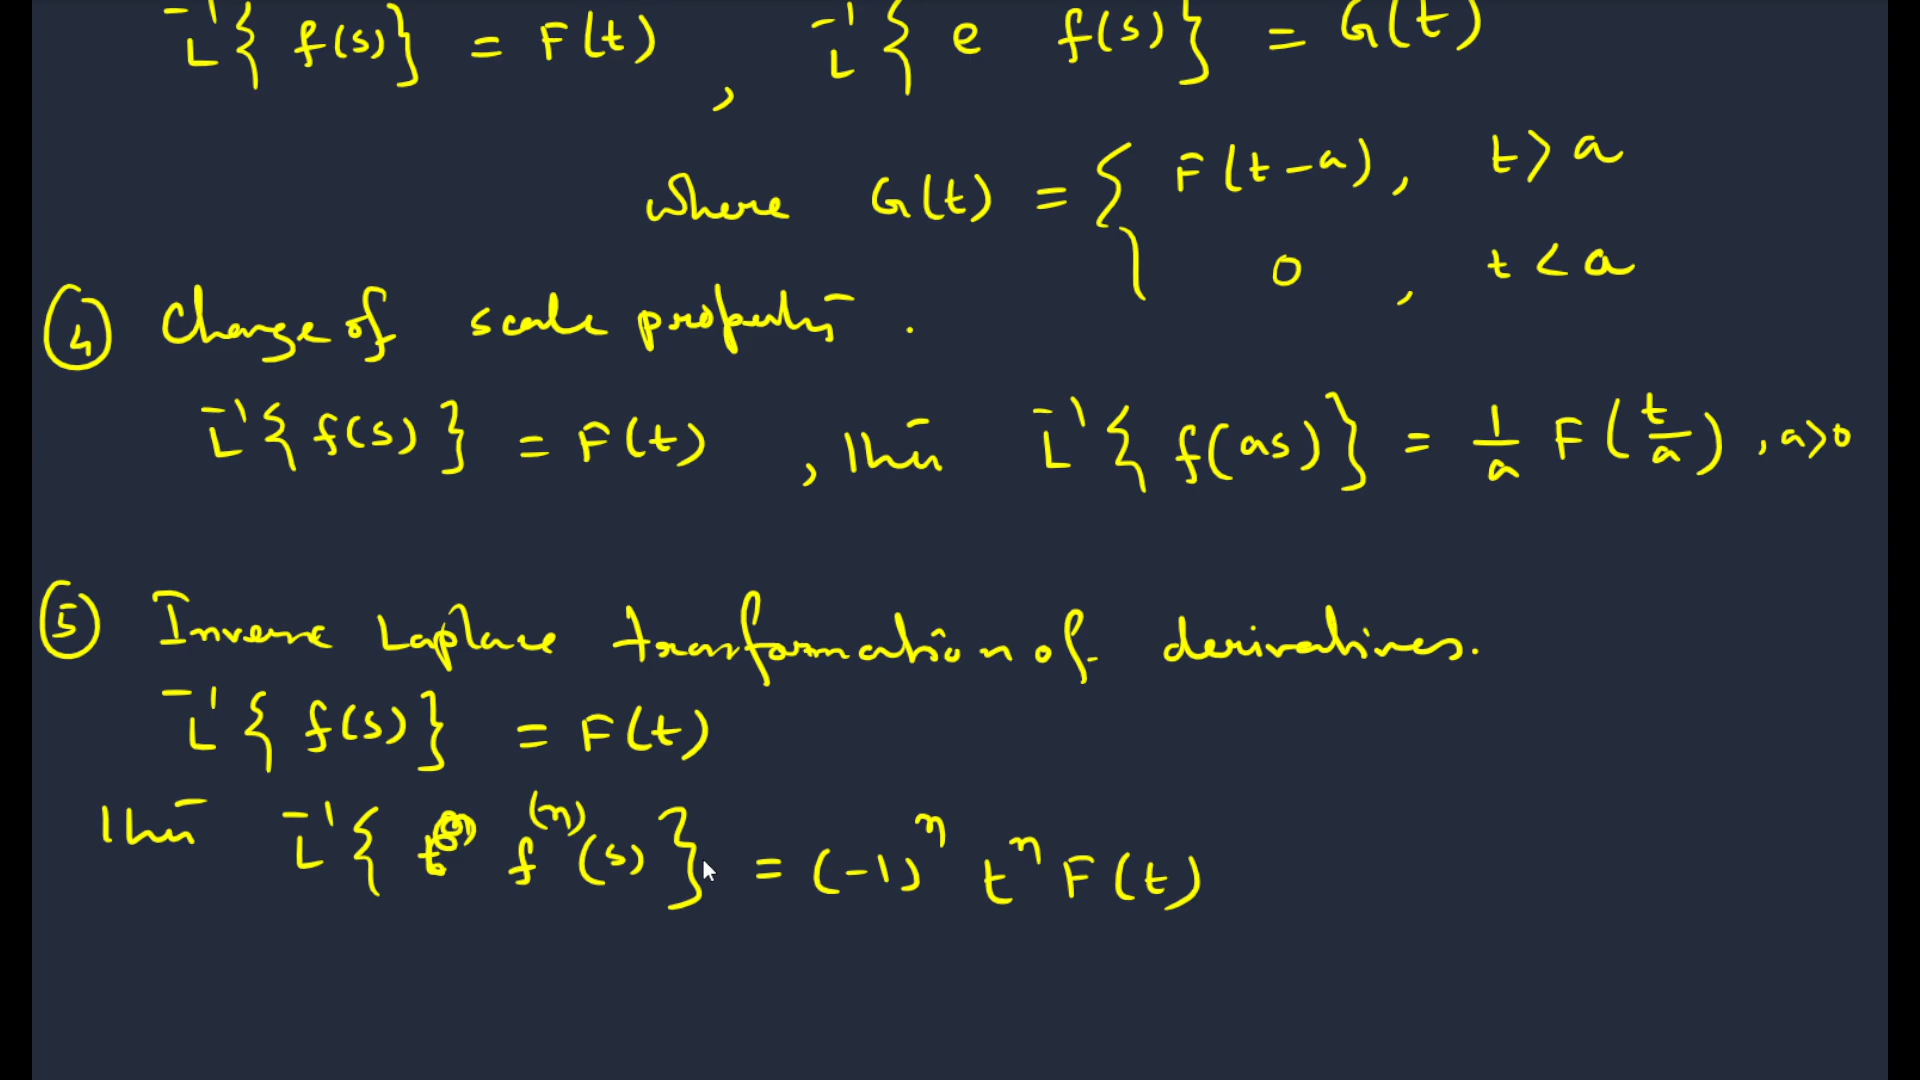 L⁻¹{ f(s)} = F(t) , L⁻¹{ e f(s)} = G(t)
where G(t) = { F(t-a), t>a
0 , t<a
④ Change of scale property.
L⁻¹{f(s)} = F(t) , then L⁻¹{ f(as)} = 1/a F(t/a), a>0
⑤ Inverse Laplace transformation of derivatives.
L⁻¹{ f(s)} = F(t)
then L⁻¹{ f⁽ⁿ⁾(s)} = (-1)ⁿ tⁿ F(t)